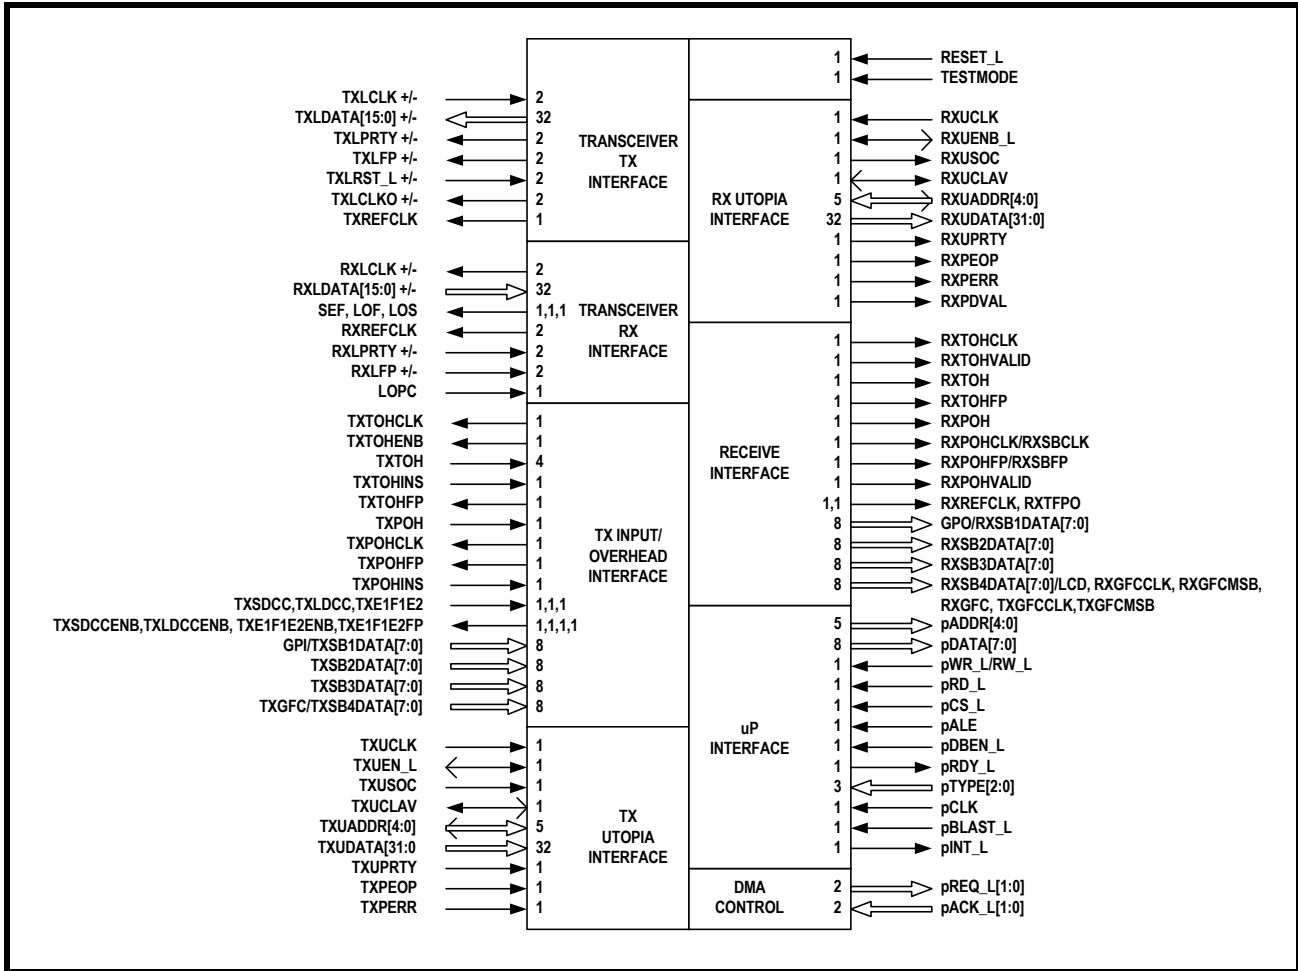 RESET_L
1
TESTMODE
1
TXLCLK +/-
2
TXLDATA[15:0] +/-
32
TXLPRTY +/-
2
TXLFP +/-
2
TXLRST_L +/-
2
TXLCLKO +/-
2
TXREFCLK
1
TRANSCEIVER
TX
INTERFACE
1
RXUCLK
1
RXUENB_L
1
RXUSOC
1
RXUCLAV
5
RXUADDR[4:0]
32
RXUDATA[31:0]
1
RXUPRTY
1
RXPEOP
1
RXPERR
1
RXPDVAL
RX UTOPIA
INTERFACE
RXLCLK +/-
2
RXLDATA[15:0] +/-
32
SEF, LOF, LOS
1,1,1
RXREFCLK
2
RXLPRTY +/-
2
RXLFP +/-
2
LOPC
1
TRANSCEIVER
RX
INTERFACE
1
RXTOHCLK
1
RXTOHVALID
1
RXTOH
1
RXTOHFP
1
RXPOH
1
RXPOHCLK/RXSBCLK
1
RXPOHFP/RXSBFP
1
RXPOHVALID
1,1
RXREFCLK, RXTFPO
8
GPO/RXSB1DATA[7:0]
8
RXSB2DATA[7:0]
8
RXSB3DATA[7:0]
8
RXSB4DATA[7:0]/LCD, RXGFCCLK, RXGFCMSB,
RXGFC, TXGFCCLK,TXGFCMSB
RECEIVE
INTERFACE
TXTOHCLK
1
TXTOHENB
1
TXTOH
4
TXTOHINS
1
TXTOHFP
1
TXPOH
1
TXPOHCLK
1
TXPOHFP
1
TXPOHINS
1
TXSDCC,TXLDCC,TXE1F1E2
1,1,1
TXSDCCENB,TXLDCCENB, TXE1F1E2ENB,TXE1F1E2FP
1,1,1,1
GPI/TXSB1DATA[7:0]
8
TXSB2DATA[7:0]
8
TXSB3DATA[7:0]
8
TXGFC/TXSB4DATA[7:0]
8
TX INPUT/
OVERHEAD
INTERFACE
5
pADDR[4:0]
8
pDATA[7:0]
1
pWR_L/RW_L
1
pRD_L
1
pCS_L
1
pALE
1
pDBEN_L
1
pRDY_L
3
pTYPE[2:0]
1
pCLK
1
pBLAST_L
1
pINT_L
uP
INTERFACE
TXUCLK
1
TXUEN_L
1
TXUSOC
1
TXUCLAV
1
TXUADDR[4:0]
5
TXUDATA[31:0
32
TXUPRTY
1
TXPEOP
1
TXPERR
1
TX
UTOPIA
INTERFACE
DMA
CONTROL
2
pREQ_L[1:0]
2
pACK_L[1:0]